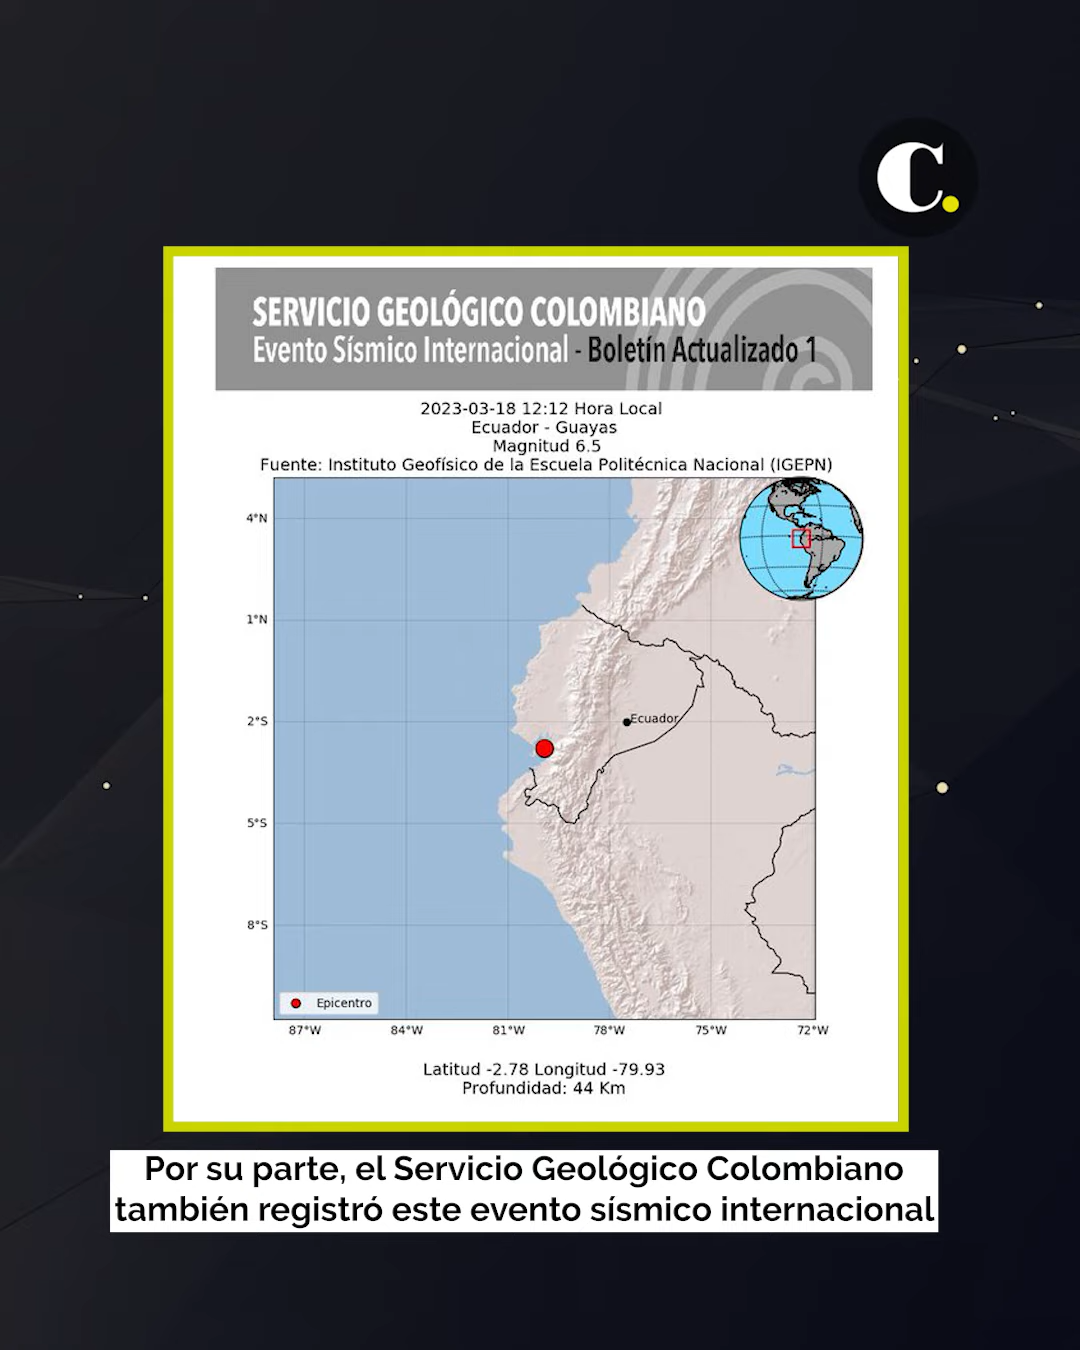 C.
SERVICIO GEOLÓGICO COLOMBIANO
Evento Sísmico Internacional - Boletín Actualizado 1
2023-03-18 12:12 Hora Local
Ecuador - Guayas
Magnitud 6.5
Fuente: Instituto Geofísico de la Escuela Politécnica Nacional (IGEPN)
4°N
1°N
2°S
Ecuador
5°S
8°S
Epicentro
87°W 84°W 81°W 78°W 75°W 72°W
Latitud -2.78 Longitud -79.93
Profundidad: 44 Km
Por su parte, el Servicio Geológico Colombiano
también registró este evento sísmico internacional